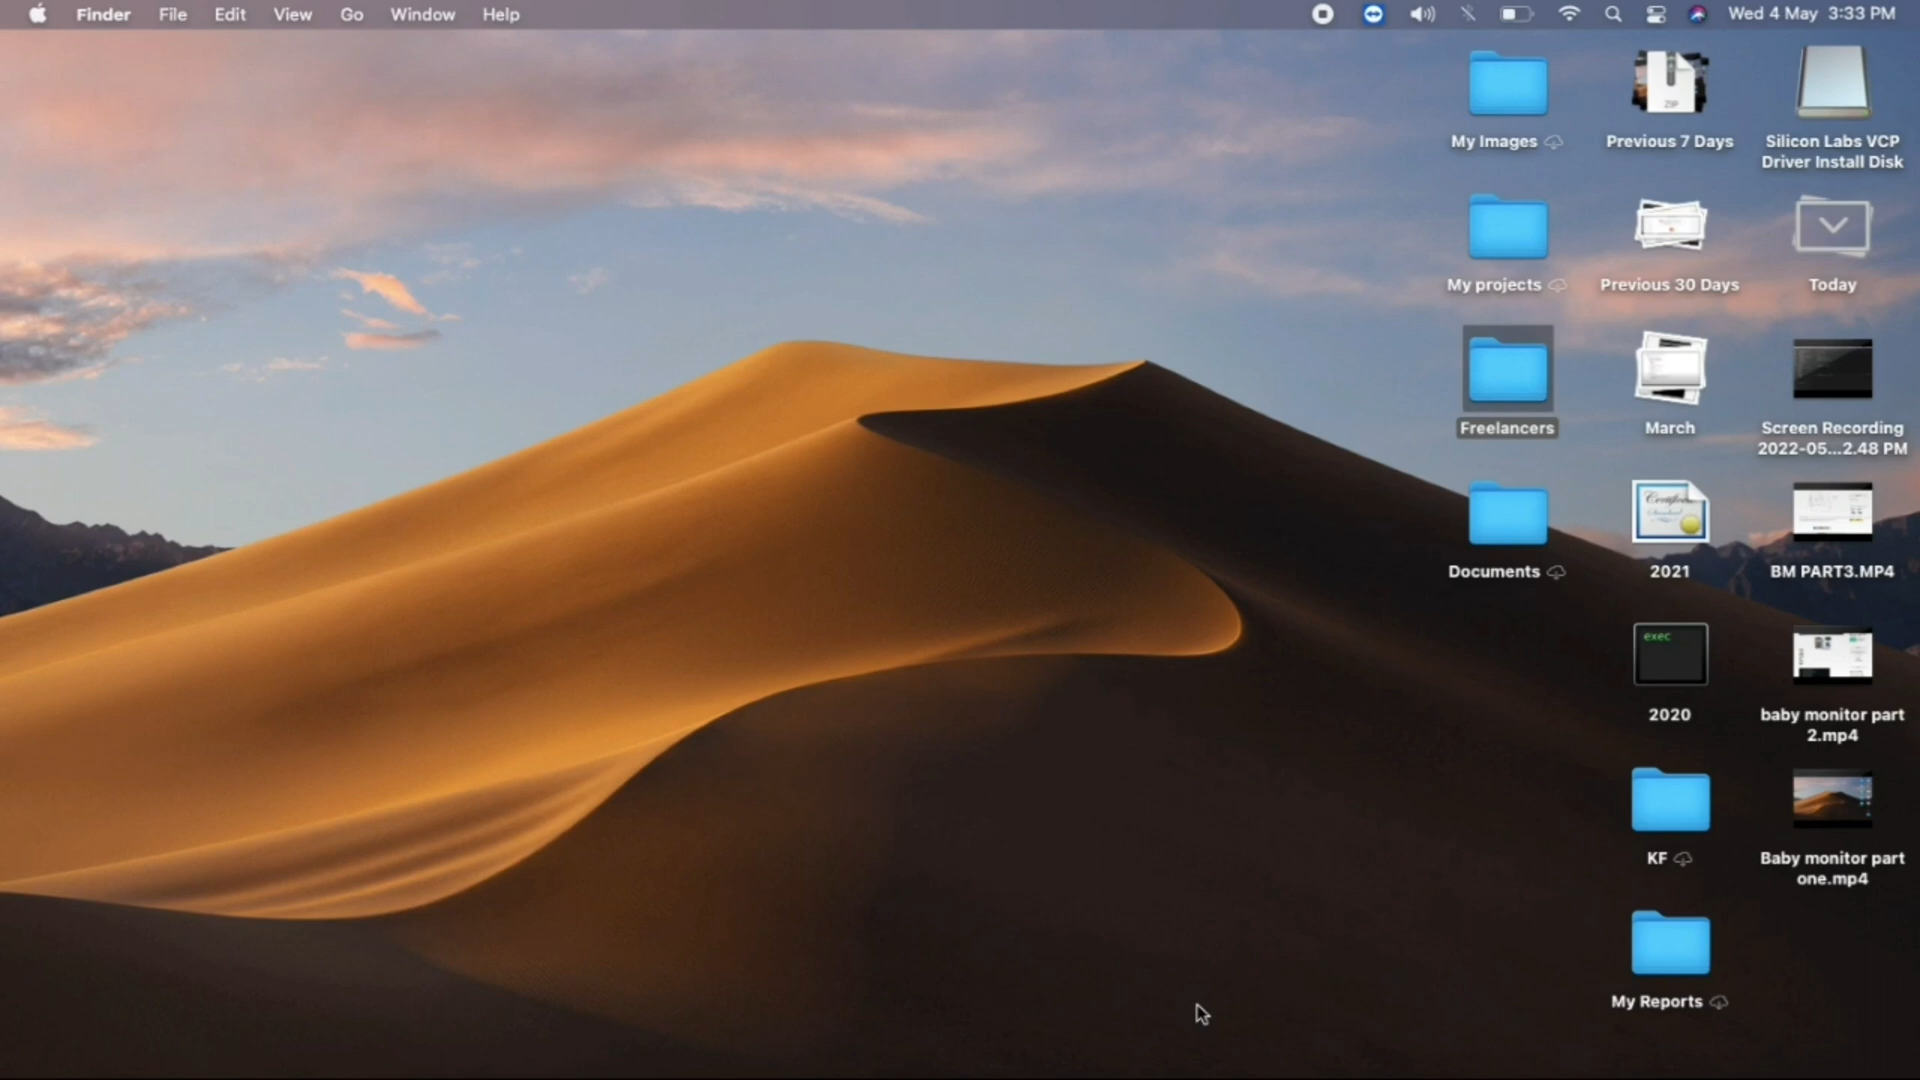 Finder File Edit View Go Window Help Wed 4 May 3:33 PM
My Images
Previous 7 Days
Silicon Labs VCP
Driver Install Disk
My projects
Previous 30 Days
Today
Freelancers
March
Screen Recording
2022-05...2.48 PM
Documents
2021
BM PART3.MP4
exec
2020
baby monitor part
2.mp4
KF
Baby monitor part
one.mp4
My Reports
ZIP